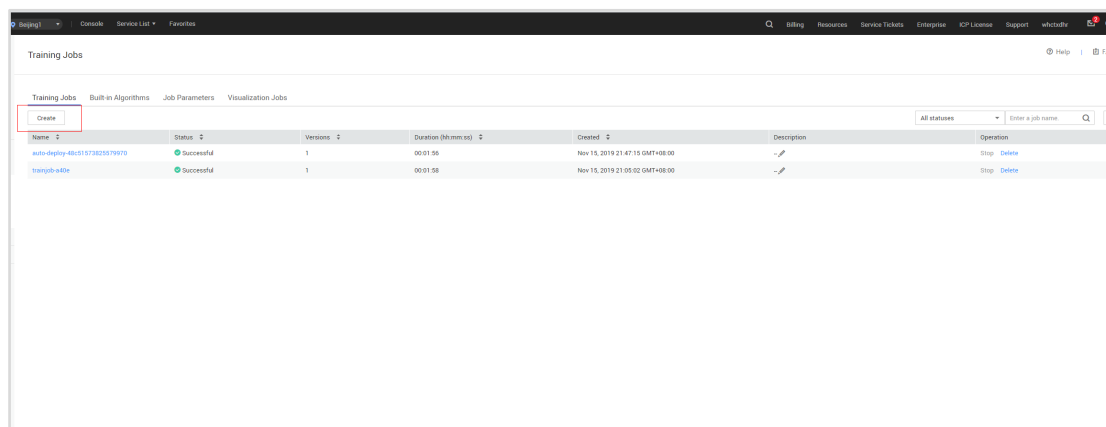 Beijing1 Console Service List Favorites Billing Resources Service Tickets Enterprise ICP License Support whctxdhr 2
Training Jobs Help
Training Jobs Built-in Algorithms Job Parameters Visualization Jobs
Create All statuses Enter a job name.
Name Status Versions Duration (hh:mm:ss) Created Description Operation
auto-deploy-48c51573825579970 Successful 1 00:01:56 Nov 15, 2019 21:47:15 GMT+08:00 -- Stop Delete
trainjob-a40e Successful 1 00:01:58 Nov 15, 2019 21:05:02 GMT+08:00 -- Stop Delete